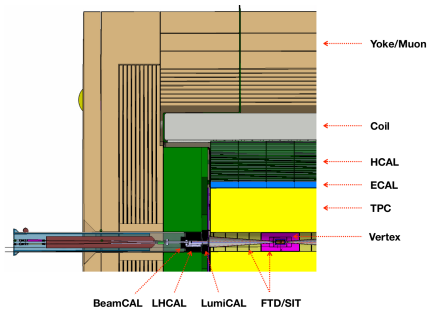 Yoke/Muon
Coil
HCAL
ECAL
TPC
Vertex
BeamCAL LHCAL LumiCAL FTD/SIT